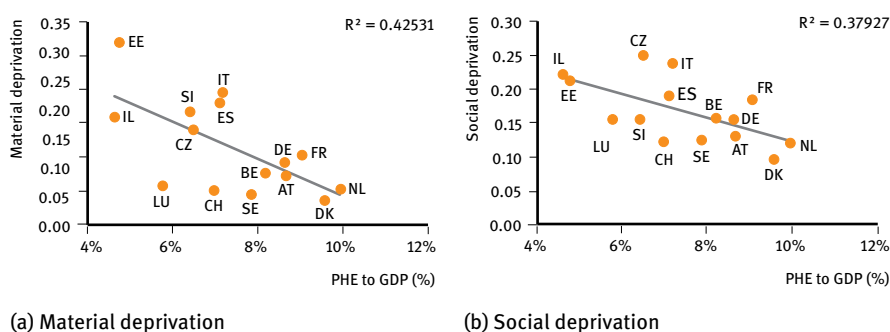 0.35
0.30
0.25
0.20
0.15
0.10
0.05
0.00
Material deprivation
R² = 0.42531
EE
IT
SI
ES
IL
CZ
DE
FR
BE
AT
NL
LU
CH
SE
DK
4% 6% 8% 10% 12%
PHE to GDP (%)
(a) Material deprivation
0.30
0.25
0.20
0.15
0.10
0.05
0.00
Social deprivation
R² = 0.37927
CZ
IL
IT
EE
ES
FR
BE
DE
LU
SI
CH
SE
AT
NL
DK
4% 6% 8% 10% 12%
PHE to GDP (%)
(b) Social deprivation